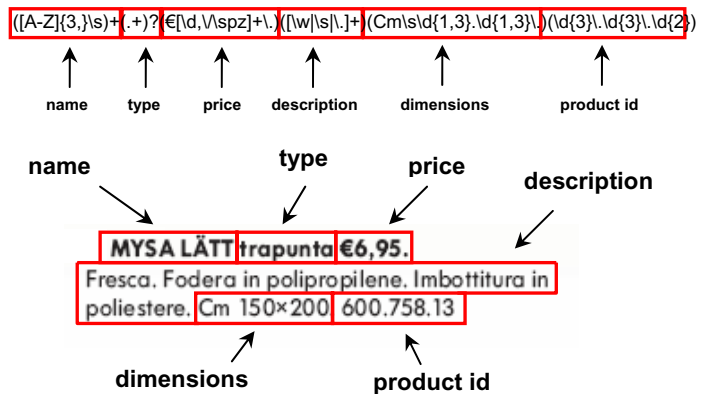 ([A-Z]{3,}\s)+(.+)?(€[\d,\/\spz]+\.)([\w|\s|\.]+)(Cm\s\d{1,3}.\d{1,3}\.)(\d{3}\.\d{3}\.\d{2})
name type price description dimensions product id
name type price description
MYSA LÄTT trapunta €6,95.
Fresca. Fodera in polipropilene. Imbottitura in
poliestere. Cm 150×200 600.758.13
dimensions product id